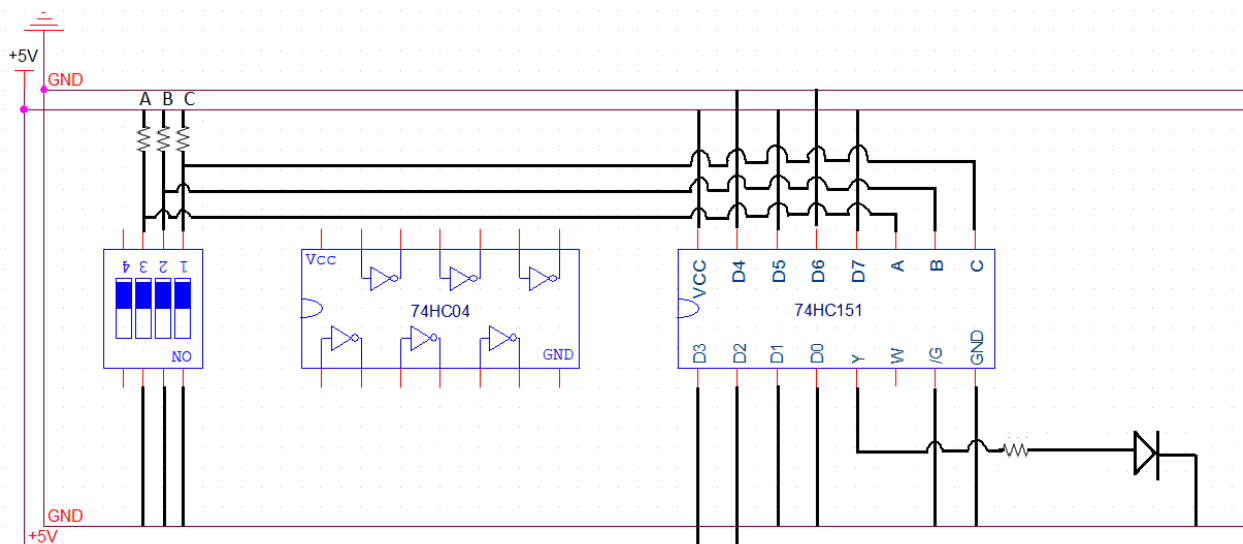 +5V
GND
A B C
4 3 2 1
ON
Vcc
74HC04
GND
VCC D4 D5 D6 D7 A B C
74HC151
D3 D2 D1 D0 Y W /G GND
GND
+5V